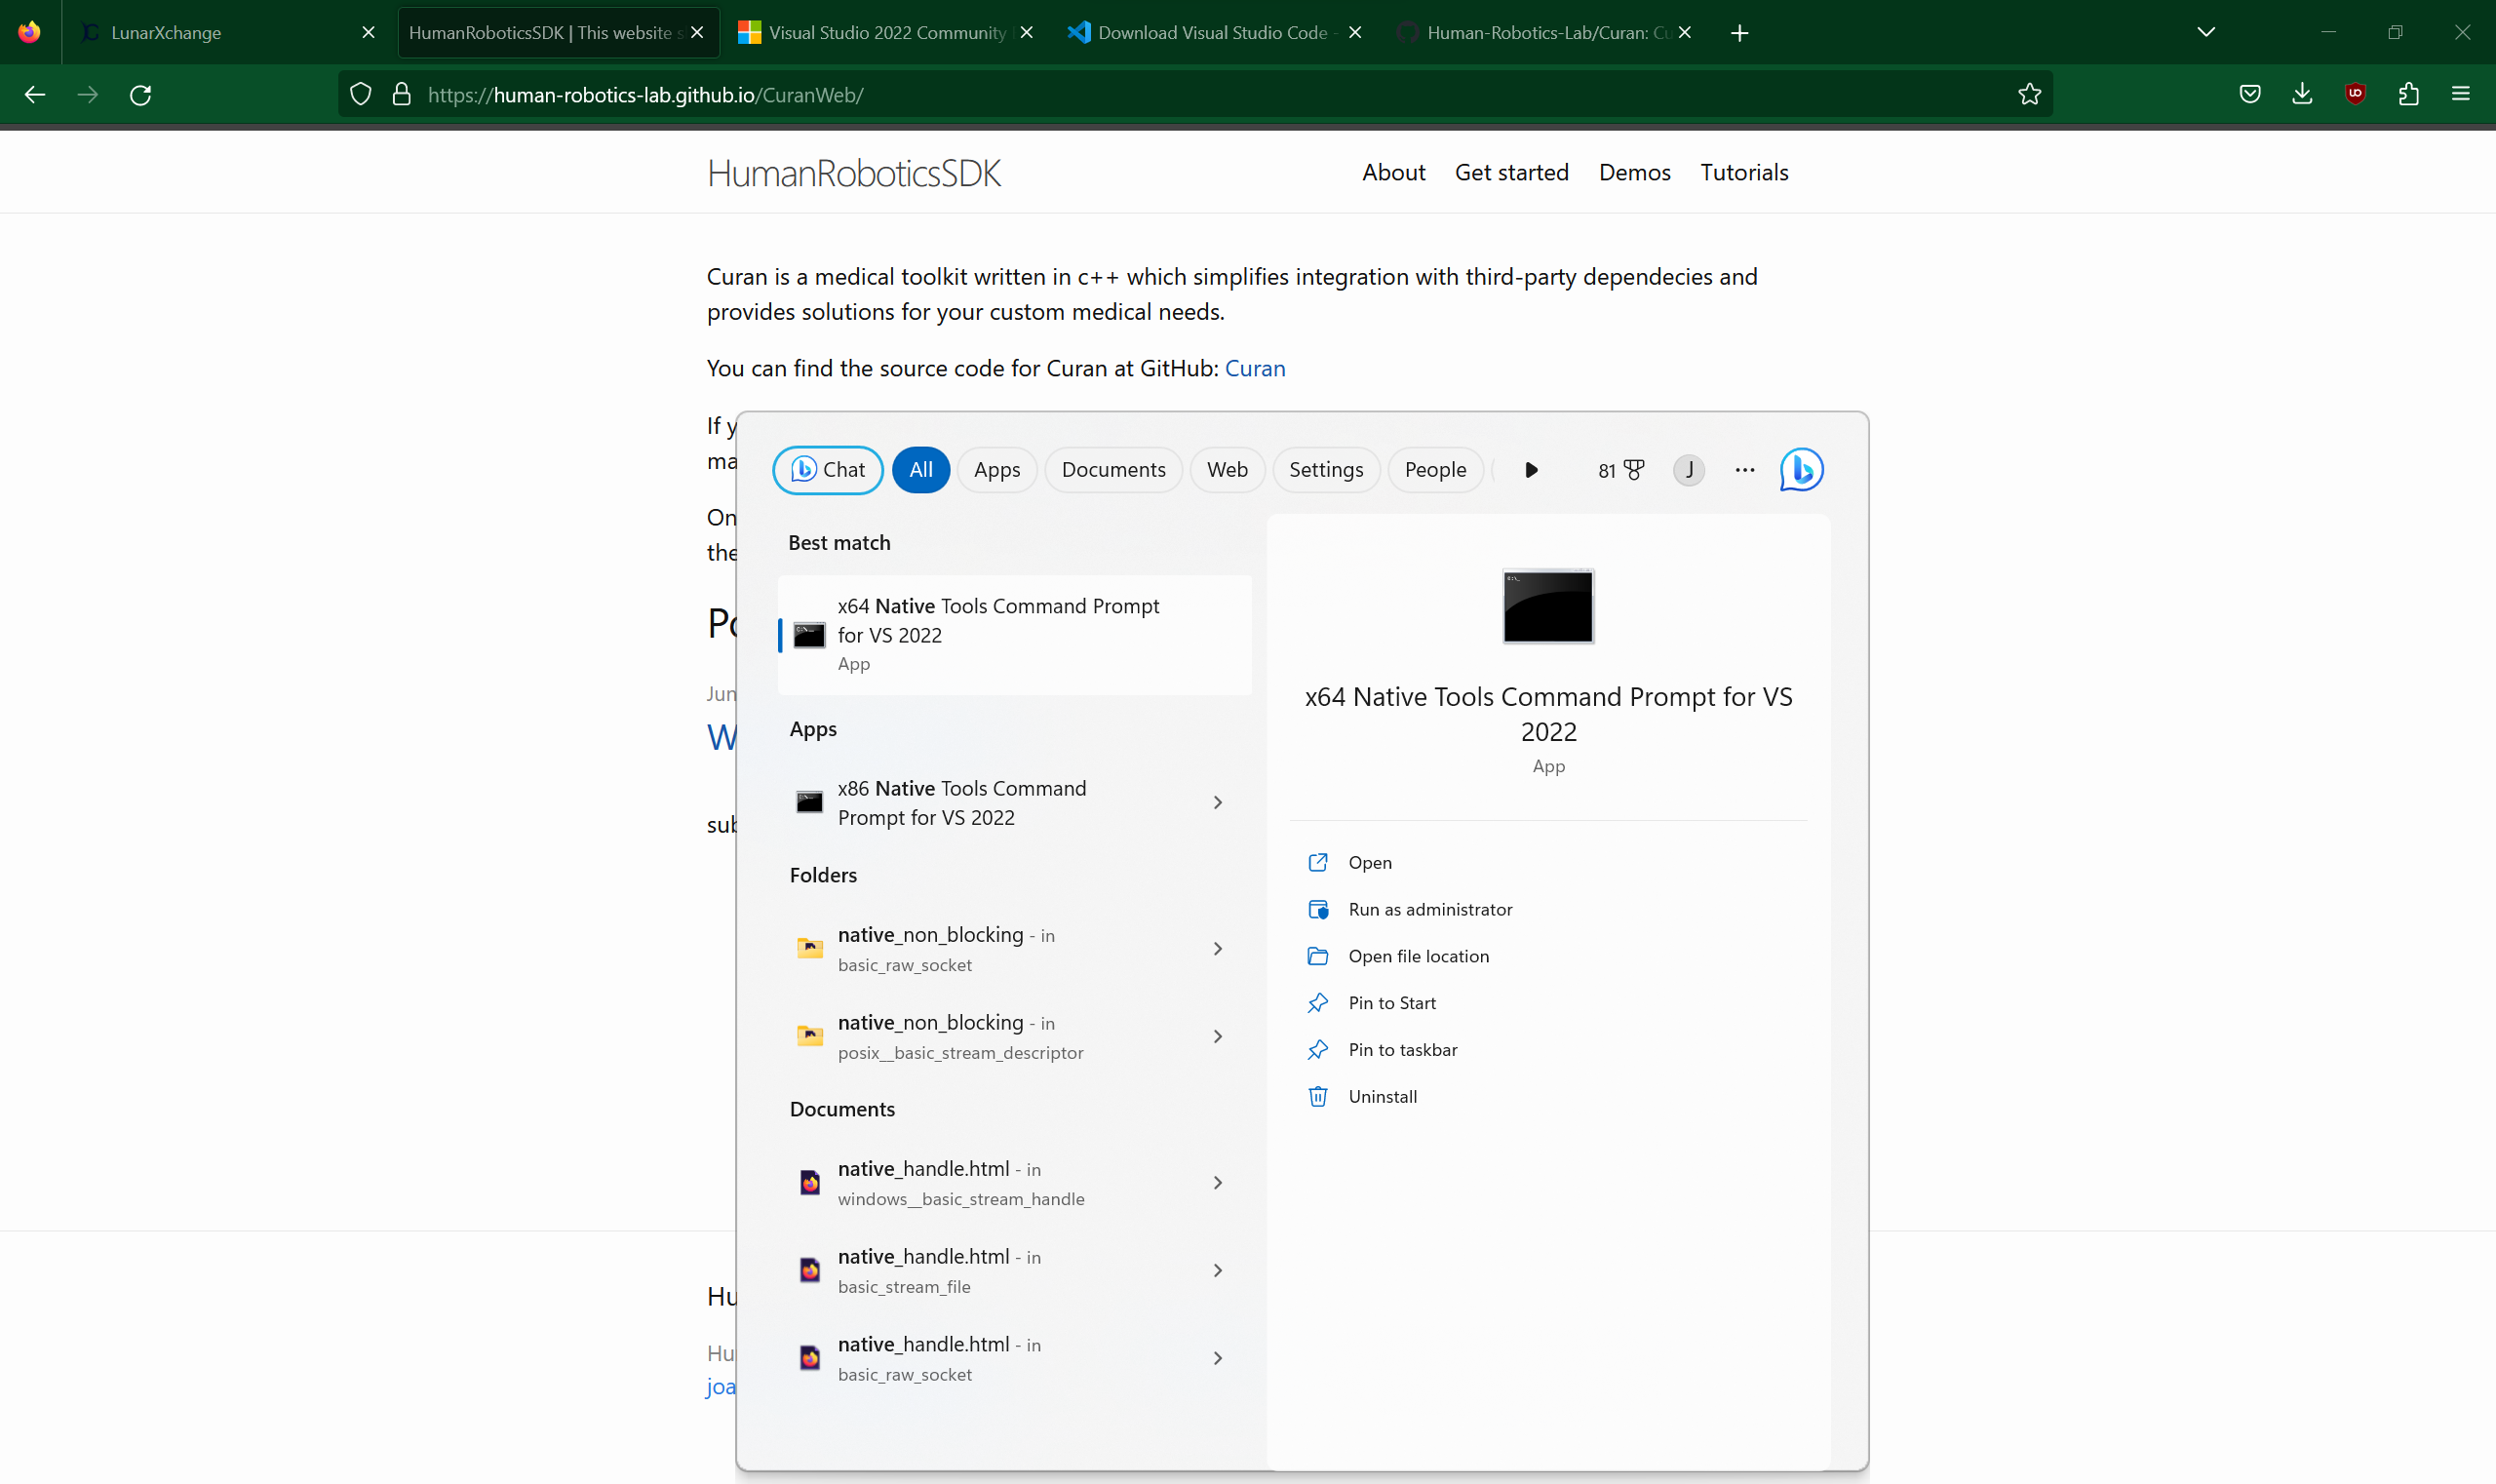 LunarXchange
HumanRoboticsSDK | This website s
Visual Studio 2022 Community
Download Visual Studio Code -
Human-Robotics-Lab/Curan: Cu
https://human-robotics-lab.github.io/CuranWeb/
HumanRoboticsSDK
About Get started Demos Tutorials
Curan is a medical toolkit written in c++ which simplifies integration with third-party dependecies and
provides solutions for your custom medical needs.
You can find the source code for Curan at GitHub: Curan
If y
ma
On
the
Po
Jun
W
sub
Chat All Apps Documents Web Settings People
81
J
Best match
x64 Native Tools Command Prompt
for VS 2022
App
Apps
x86 Native Tools Command
Prompt for VS 2022
Folders
native_non_blocking - in
basic_raw_socket
native_non_blocking - in
posix__basic_stream_descriptor
Documents
native_handle.html - in
windows__basic_stream_handle
native_handle.html - in
basic_stream_file
native_handle.html - in
basic_raw_socket
x64 Native Tools Command Prompt for VS
2022
App
Open
Run as administrator
Open file location
Pin to Start
Pin to taskbar
Uninstall
Hu
Hu
joa